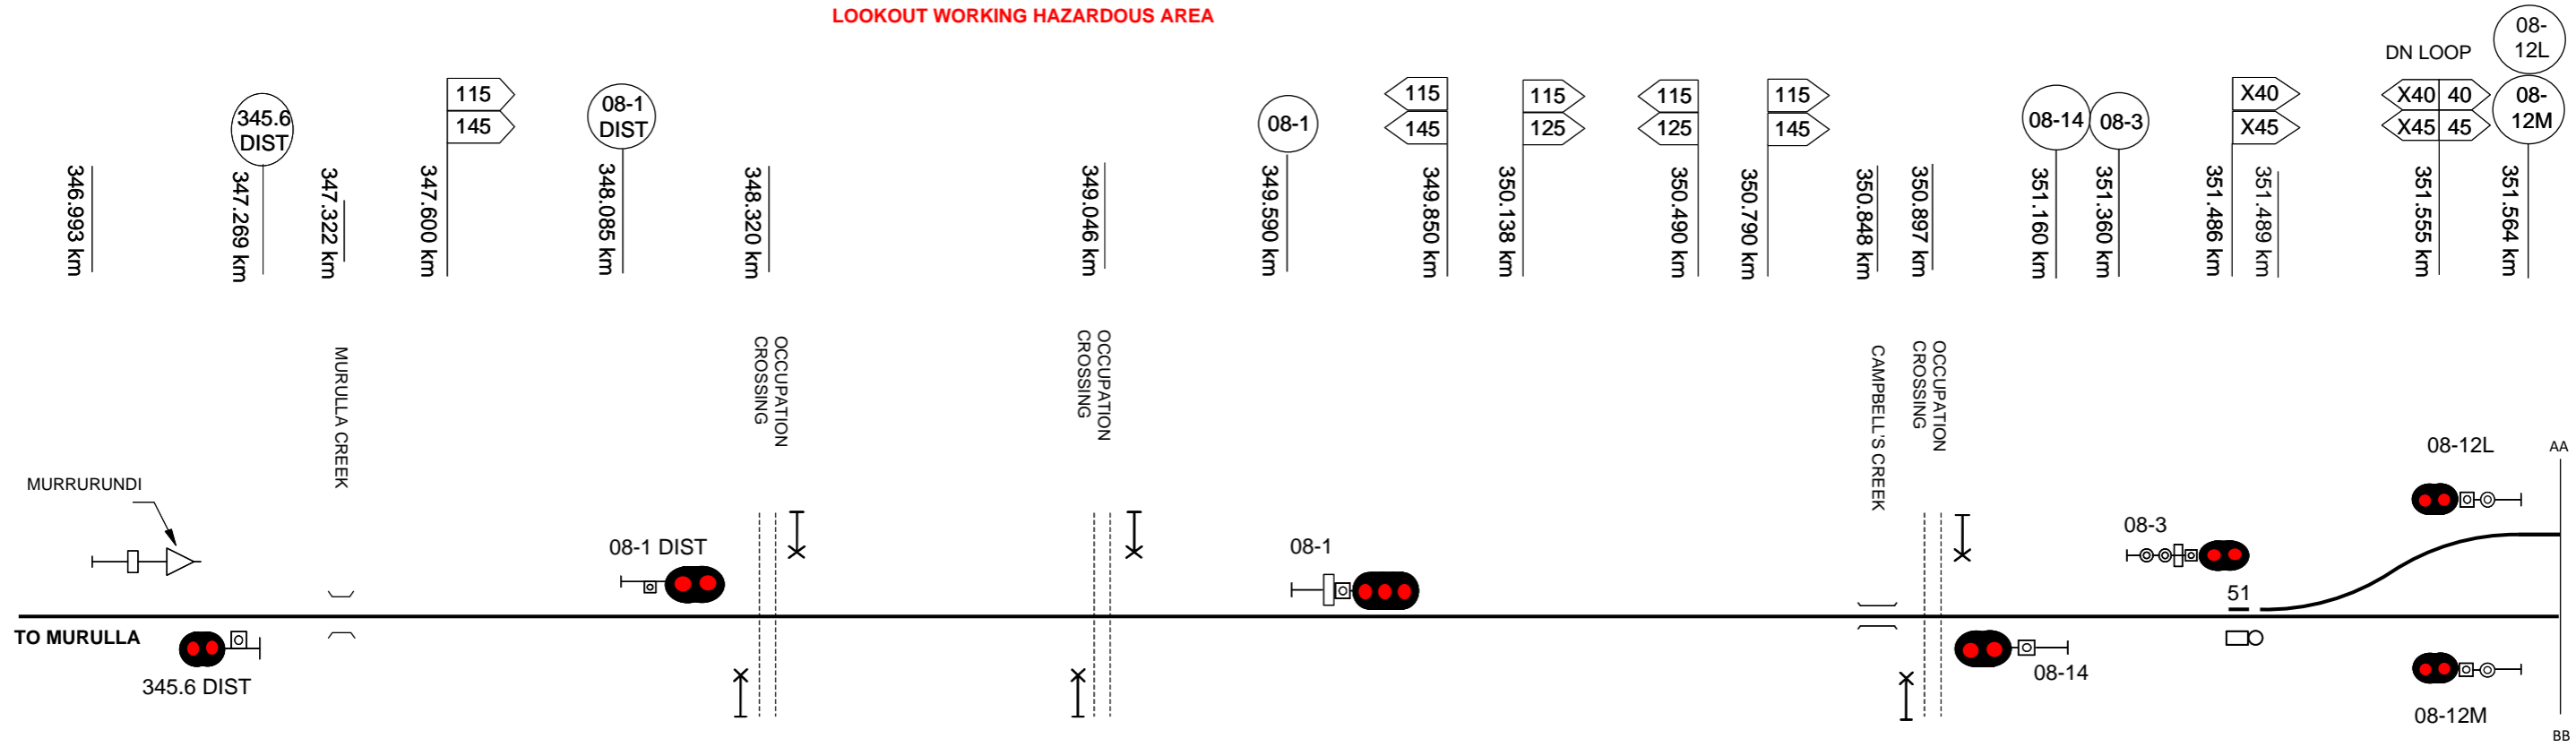 LOOKOUT WORKING HAZARDOUS AREA
345.6
DIST
115
145
08-1
DIST
08-1
115
145
115
125
115
125
115
145
08-14
08-3
X40
X45
DN LOOP
X40 40
X45 45
08-
12L
08-
12M
346.993 km
347.269 km
347.322 km
347.600 km
348.085 km
348.320 km
349.046 km
349.590 km
349.850 km
350.138 km
350.490 km
350.790 km
350.848 km
350.897 km
351.160 km
351.360 km
351.486 km
351.489 km
351.555 km
351.564 km
MURULLA CREEK
OCCUPATION
CROSSING
OCCUPATION
CROSSING
CAMPBELL'S CREEK
OCCUPATION
CROSSING
MURRURUNDI
08-1 DIST
08-1
08-3
51
08-12L
AA
TO MURULLA
345.6 DIST
08-14
08-12M
BB